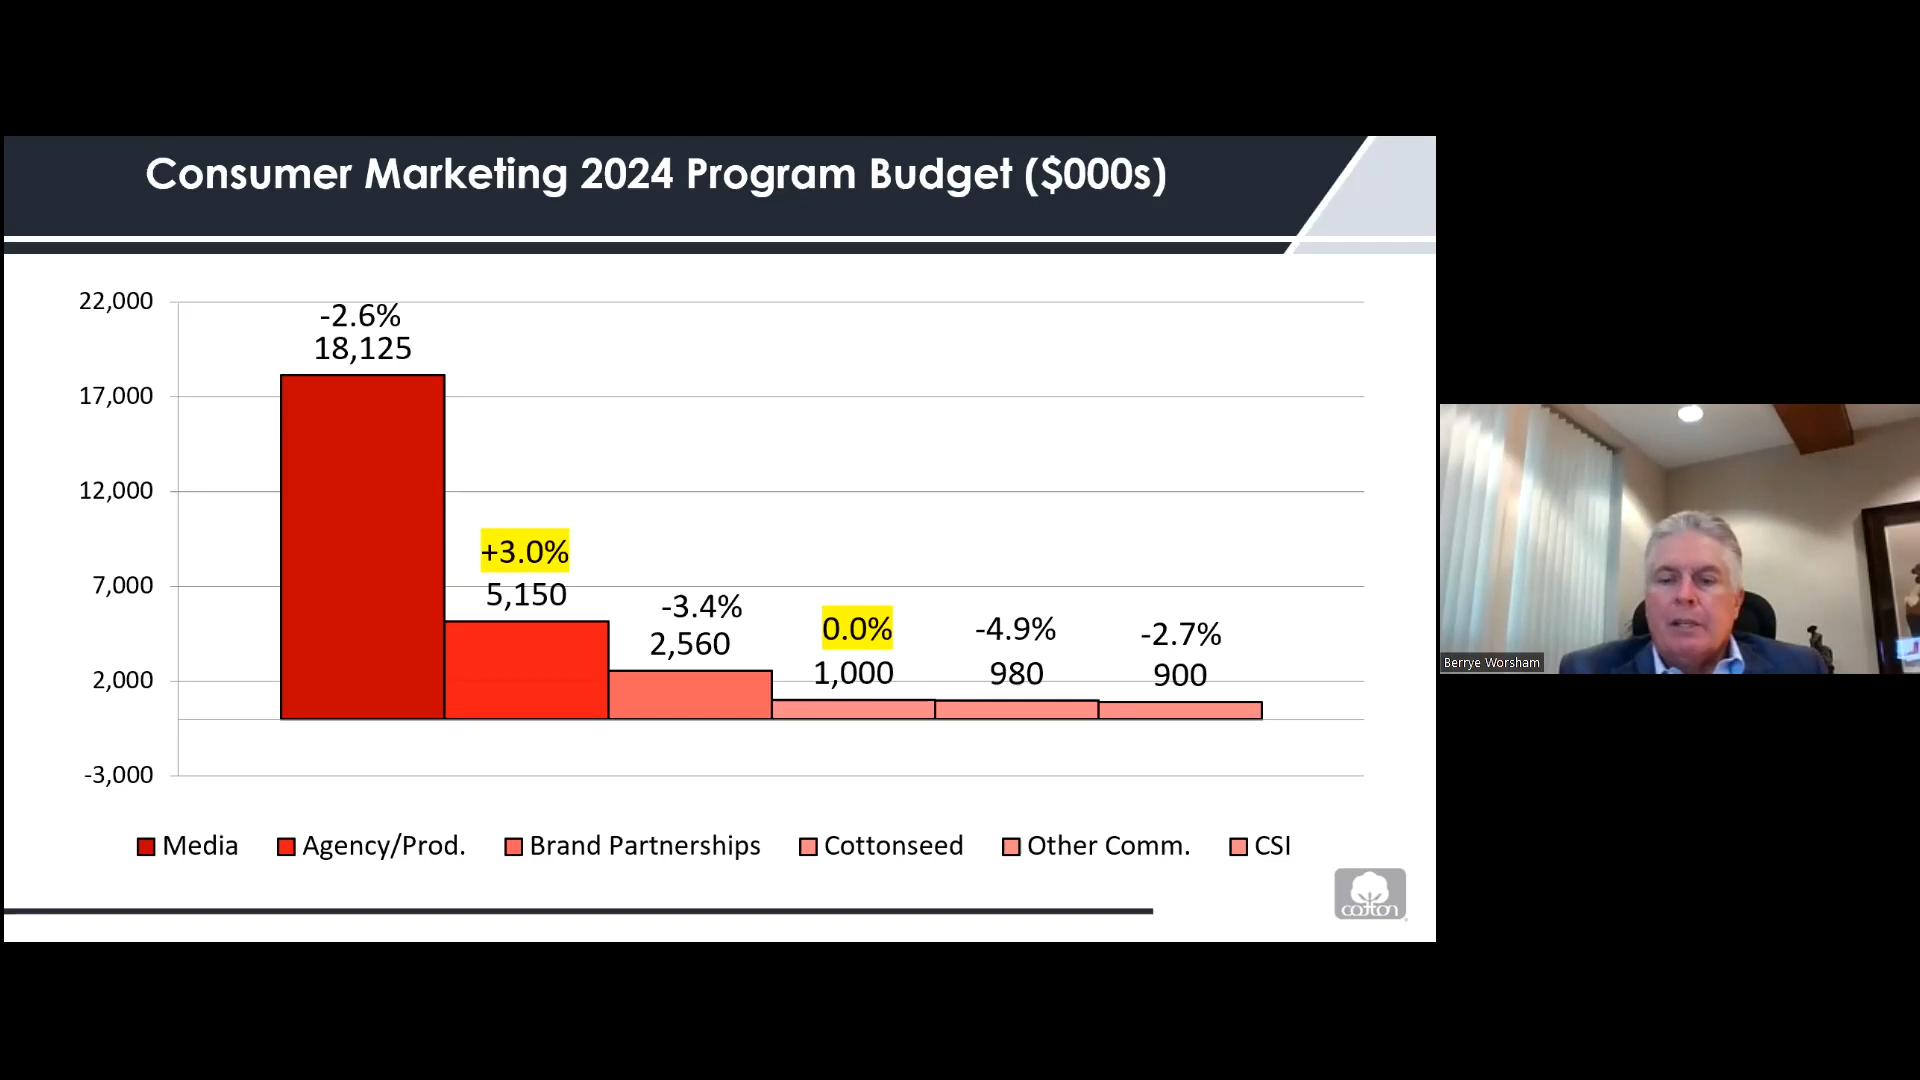 Consumer Marketing 2024 Program Budget ($000s)
22,000
17,000
12,000
7,000
2,000
-3,000
-2.6%
18,125
+3.0%
5,150
-3.4%
2,560
0.0%
1,000
-4.9%
980
-2.7%
900
Media
Agency/Prod.
Brand Partnerships
Cottonseed
Other Comm.
CSI
cotton
Berrye Worsham